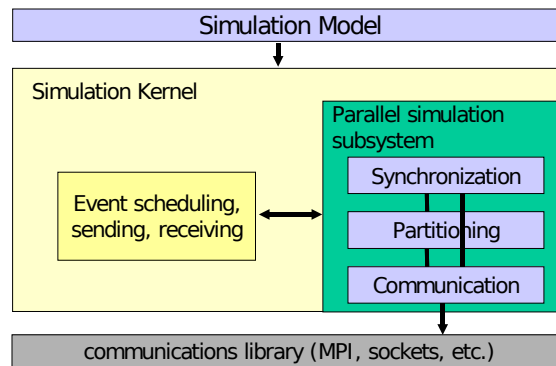 Simulation Model
Simulation Kernel
Parallel simulation
subsystem
Synchronization
Event scheduling,
sending, receiving
Partitioning
Communication
communications library (MPI, sockets, etc.)